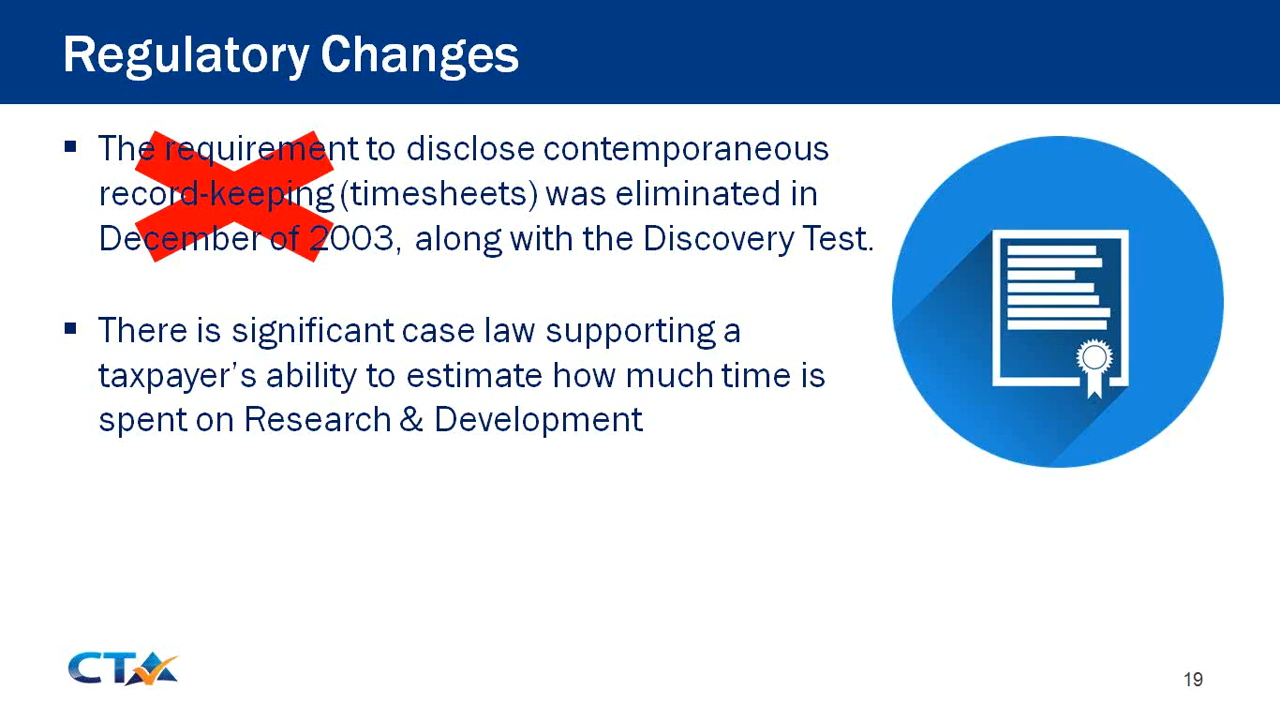 Regulatory Changes
▪ The requirement to disclose contemporaneous
record-keeping (timesheets) was eliminated in
December of 2003, along with the Discovery Test.
▪ There is significant case law supporting a
taxpayer's ability to estimate how much time is
spent on Research & Development
CTA
19